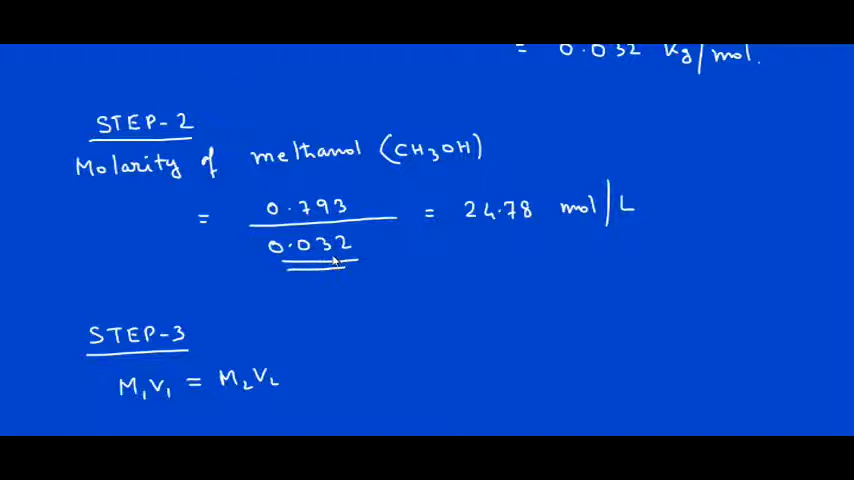 = 0.032 Kg/mol.
STEP-2
Molarity of methanol (CH3OH)
= 0.793 / 0.032 = 24.78 mol/L
STEP-3
M1V1 = M2V2